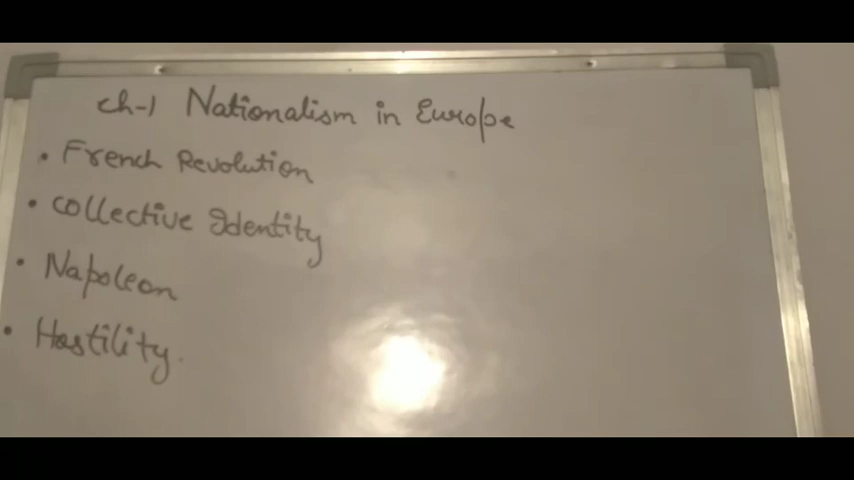 ch-1 Nationalism in Europe
• French Revolution
• Collective Identity
• Napoleon
• Hostility.